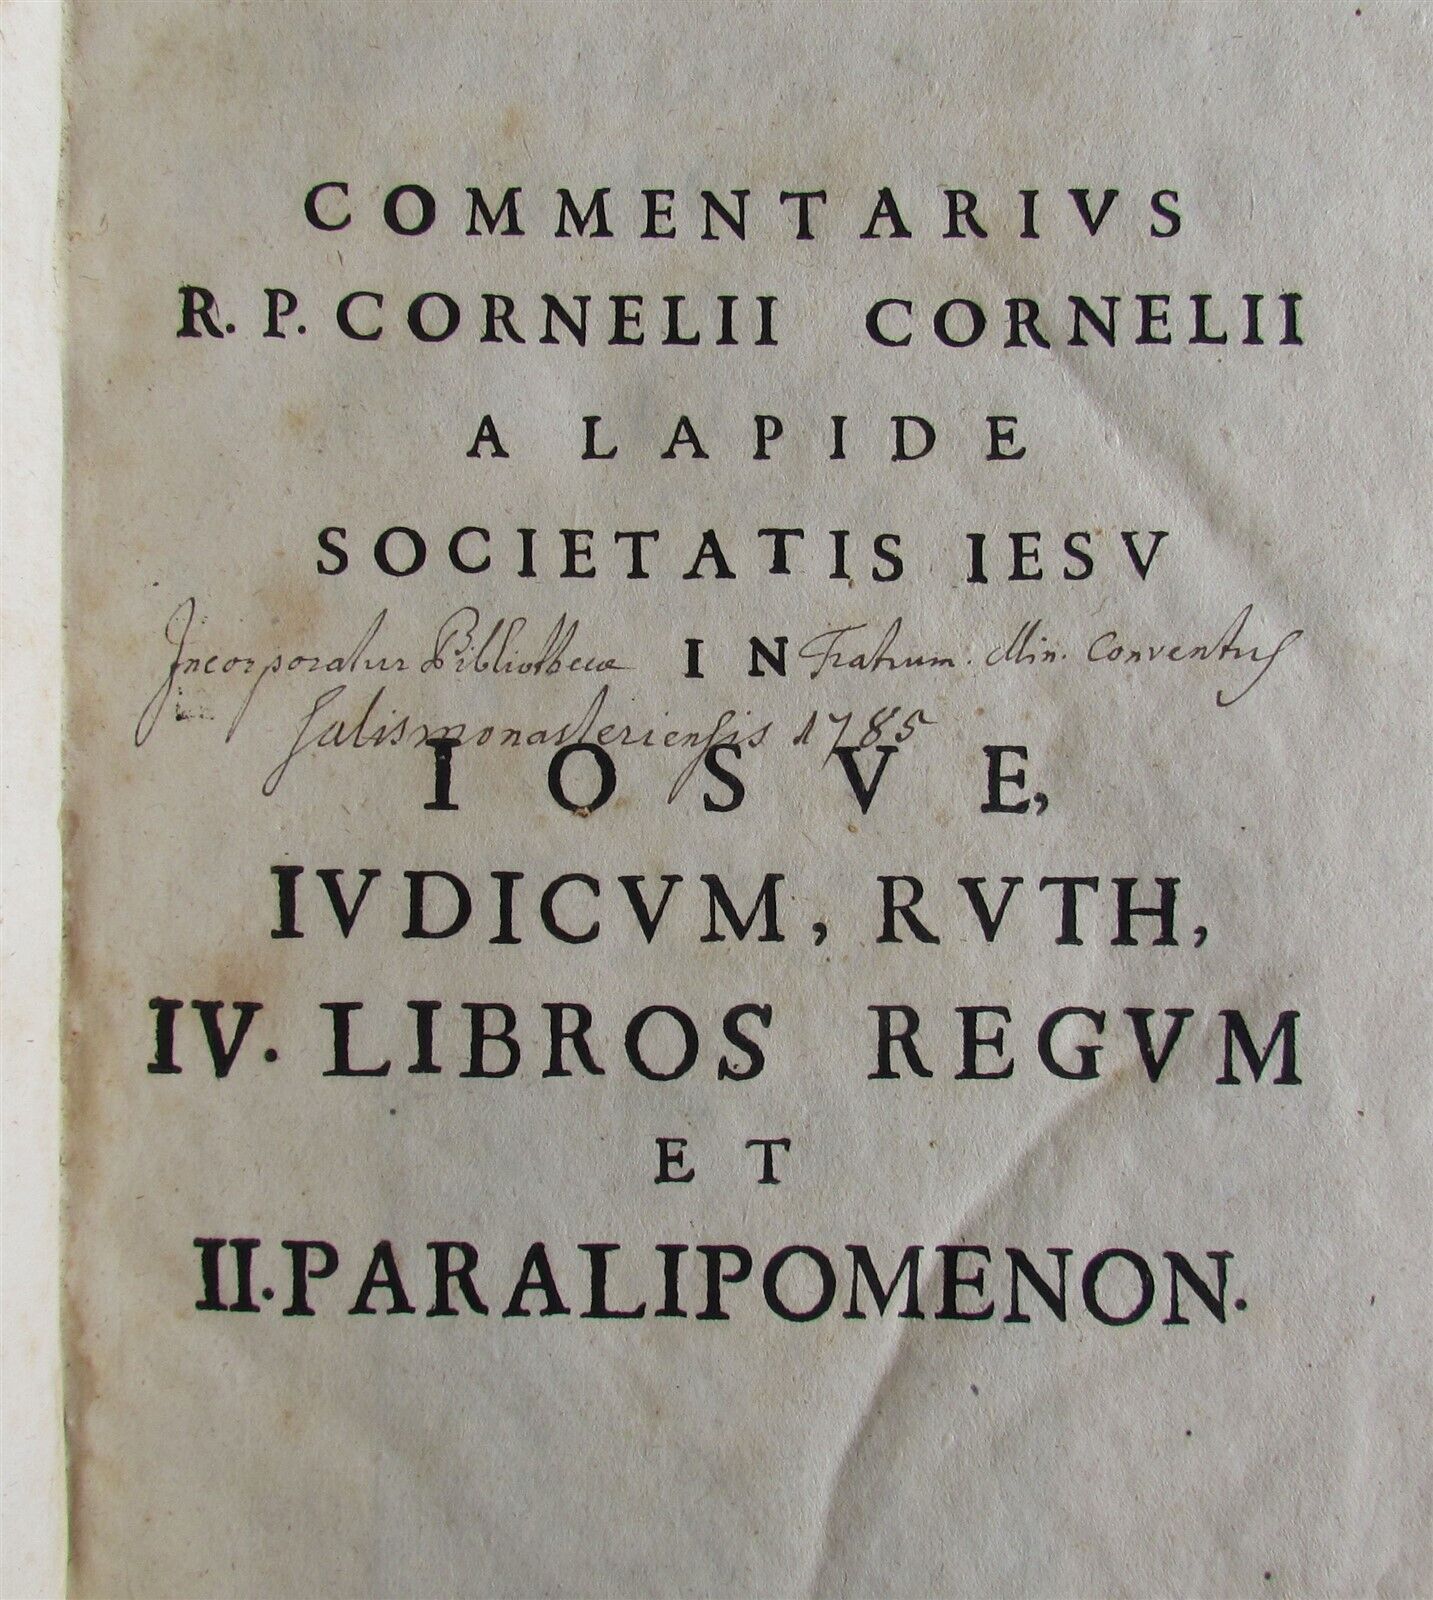 COMMENTARIVS
R. P. CORNELII CORNELII
A LAPIDE
SOCIETATIS IESV
Incorporatur Bibliothecæ IN Fratrum. Min. Conventus
Salismonasteriensis 1785
IOSVE,
IVDICVM, RVTH,
IV. LIBROS REGVM
ET
II. PARALIPOMENON.